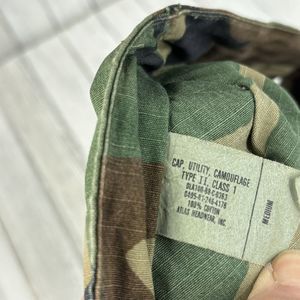 CAP, UTILITY, CAMOUFLAGE
TYPE II, CLASS 1
100% COTTON
ATLAS HEADWEAR, INC.
MEDIUM